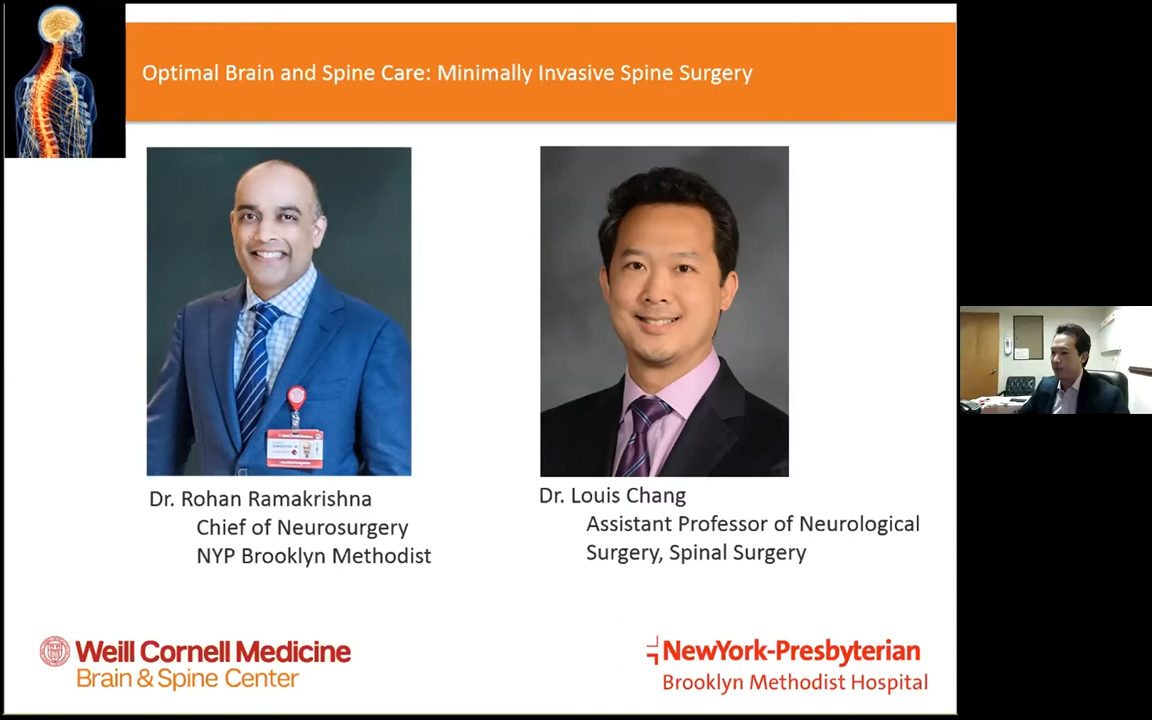 Optimal Brain and Spine Care: Minimally Invasive Spine Surgery
Dr. Rohan Ramakrishna
Chief of Neurosurgery
NYP Brooklyn Methodist
Dr. Louis Chang
Assistant Professor of Neurological
Surgery, Spinal Surgery
Weill Cornell Medicine
Brain & Spine Center
NewYork-Presbyterian
Brooklyn Methodist Hospital